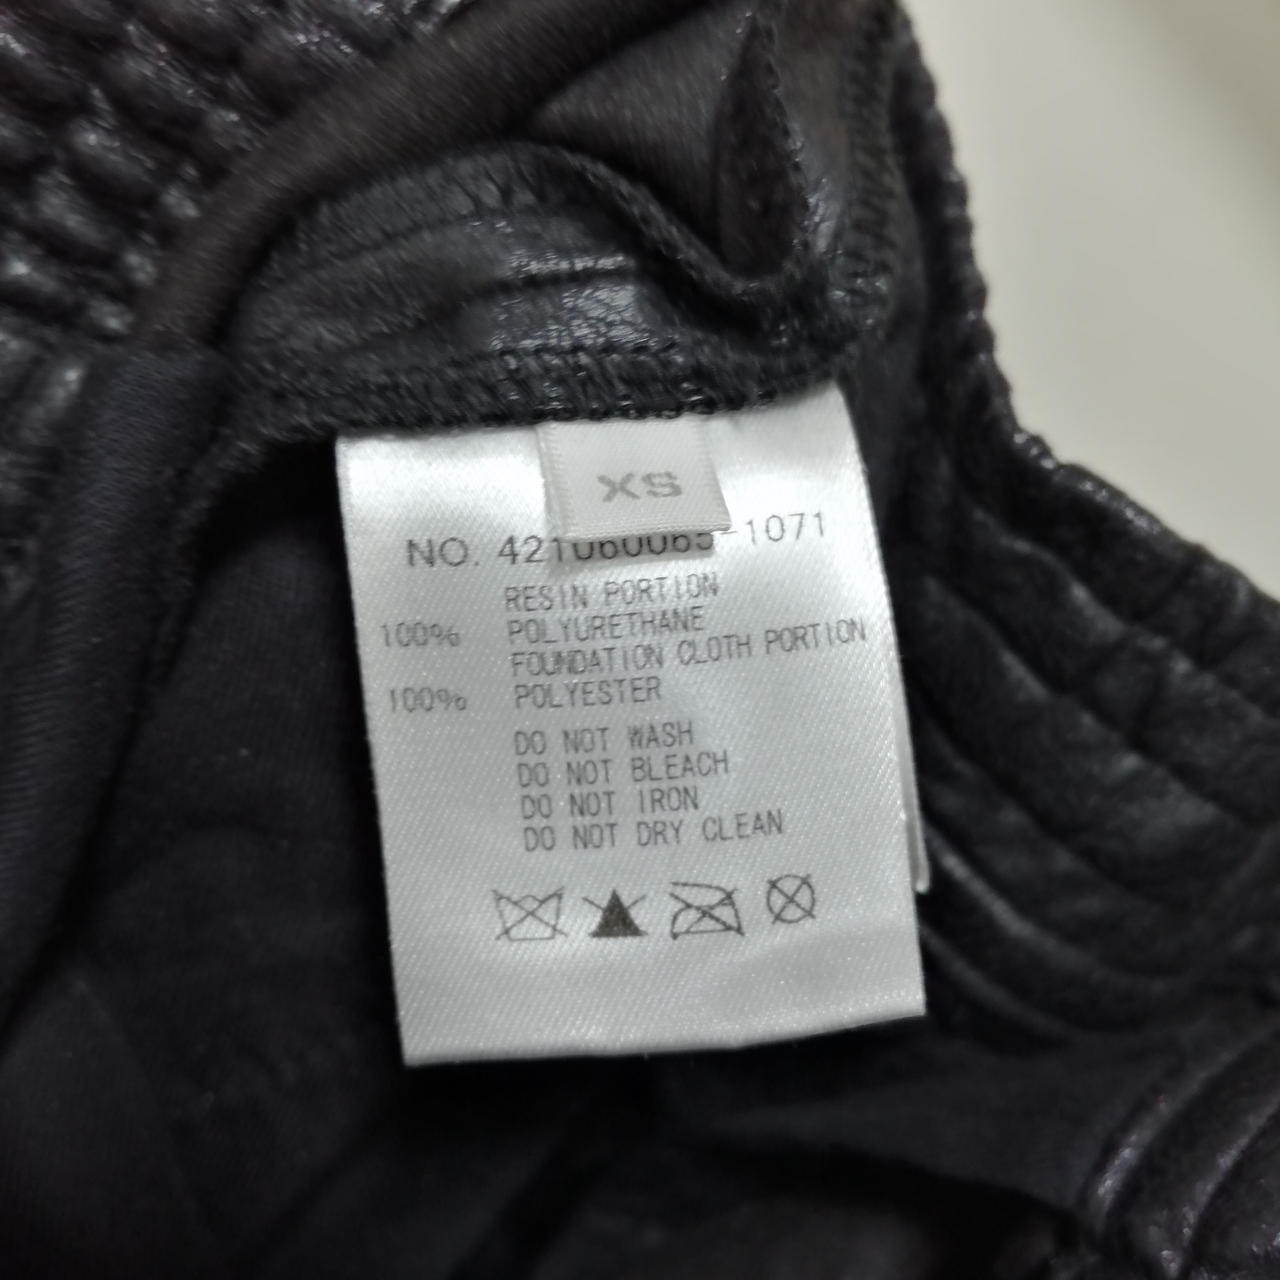 XS
NO. 421060065-1071
RESIN PORTION
100% POLYURETHANE
FOUNDATION CLOTH PORTION
100% POLYESTER
DO NOT WASH
DO NOT BLEACH
DO NOT IRON
DO NOT DRY CLEAN